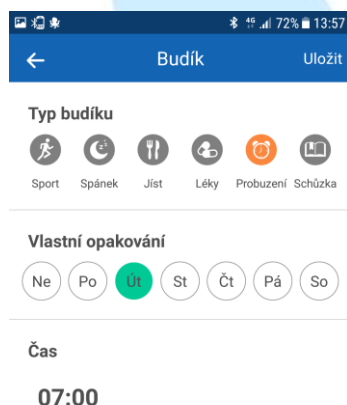 4G 72% 13:57
Budík Uložit
Typ budíku
Sport Spánek Jíst Léky Probuzení Schůzka
Vlastní opakování
Ne Po Út St Čt Pá So
Čas
07:00